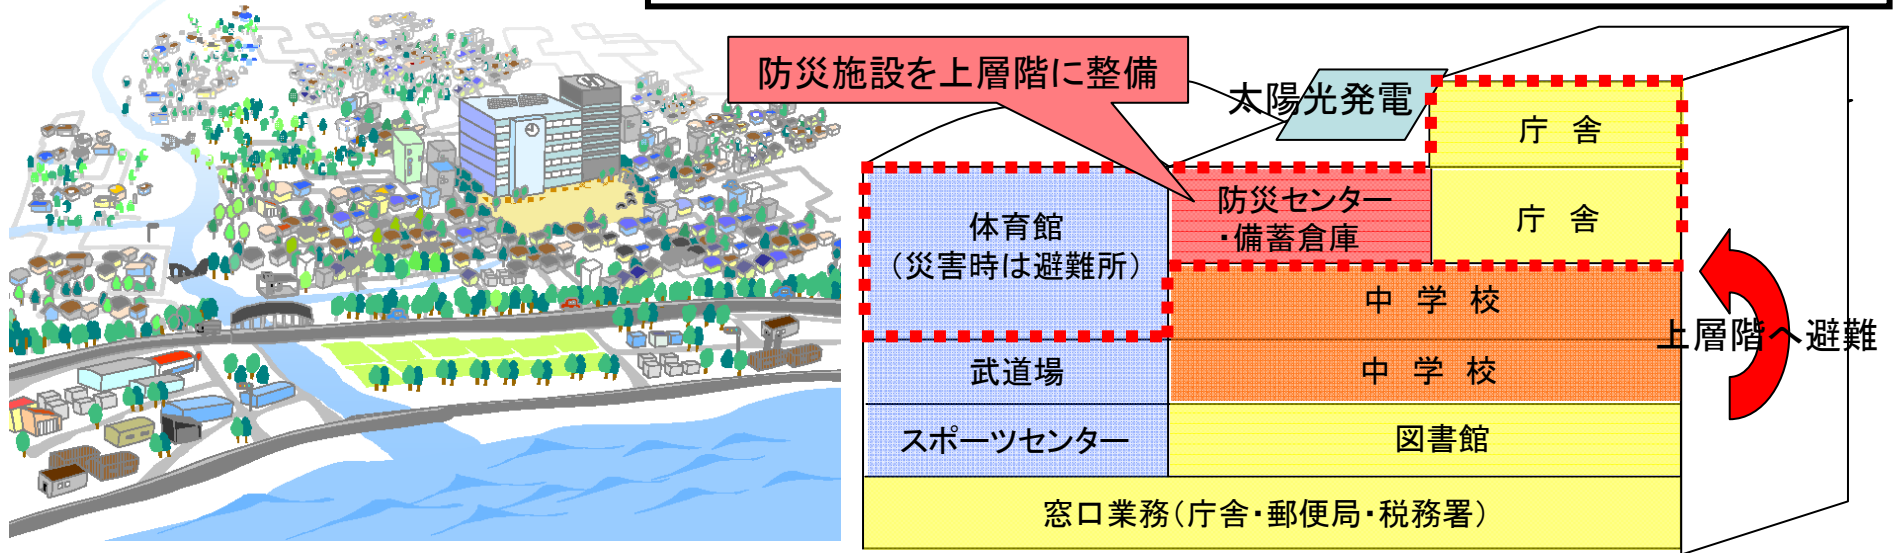 防災施設を上層階に整備
太陽光発電
庁　舎
防災センター
・備蓄倉庫
庁　舎
体育館
（災害時は避難所）
中　学　校
上層階へ避難
武道場
中　学　校
スポーツセンター
図書館
窓口業務（庁舎・郵便局・税務署）